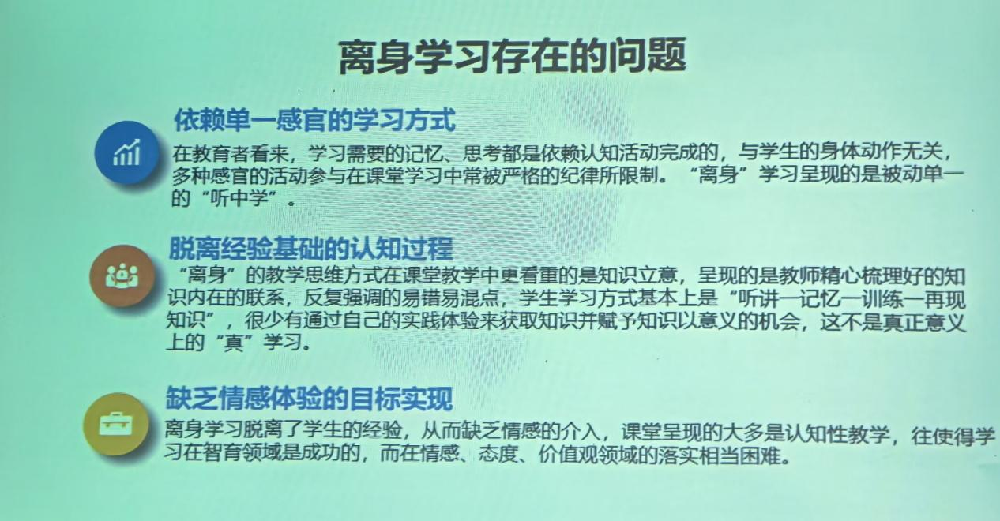 离身学习存在的问题
依赖单一感官的学习方式
在教育者看来，学习需要的记忆、思考都是依赖认知活动完成的，与学生的身体动作无关，
多种感官的活动参与在课堂学习中常被严格的纪律所限制。“离身”学习呈现的是被动单一
的“听中学”。
脱离经验基础的认知过程
“离身”的教学思维方式在课堂教学中更看重的是知识立意，呈现的是教师精心梳理好的知
识内在的联系，反复强调的易错易混点，学生学习方式基本上是“听讲—记忆—训练—再现
知识”，很少有通过自己的实践体验来获取知识并赋予知识以意义的机会，这不是真正意义
上的“真”学习。
缺乏情感体验的目标实现
离身学习脱离了学生的经验，从而缺乏情感的介入，课堂呈现的大多是认知性教学，往使得学
习在智育领域是成功的，而在情感、态度、价值观领域的落实相当困难。